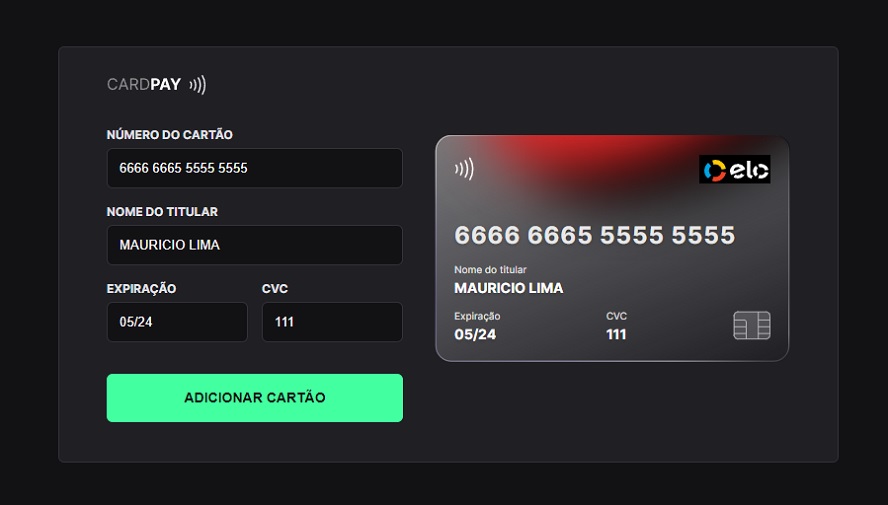 CARDPAY
NÚMERO DO CARTÃO
6666 6665 5555 5555
NOME DO TITULAR
MAURICIO LIMA
EXPIRAÇÃO CVC
05/24 111
ADICIONAR CARTÃO
elo
6666 6665 5555 5555
Nome do titular
MAURICIO LIMA
Expiração CVC
05/24 111